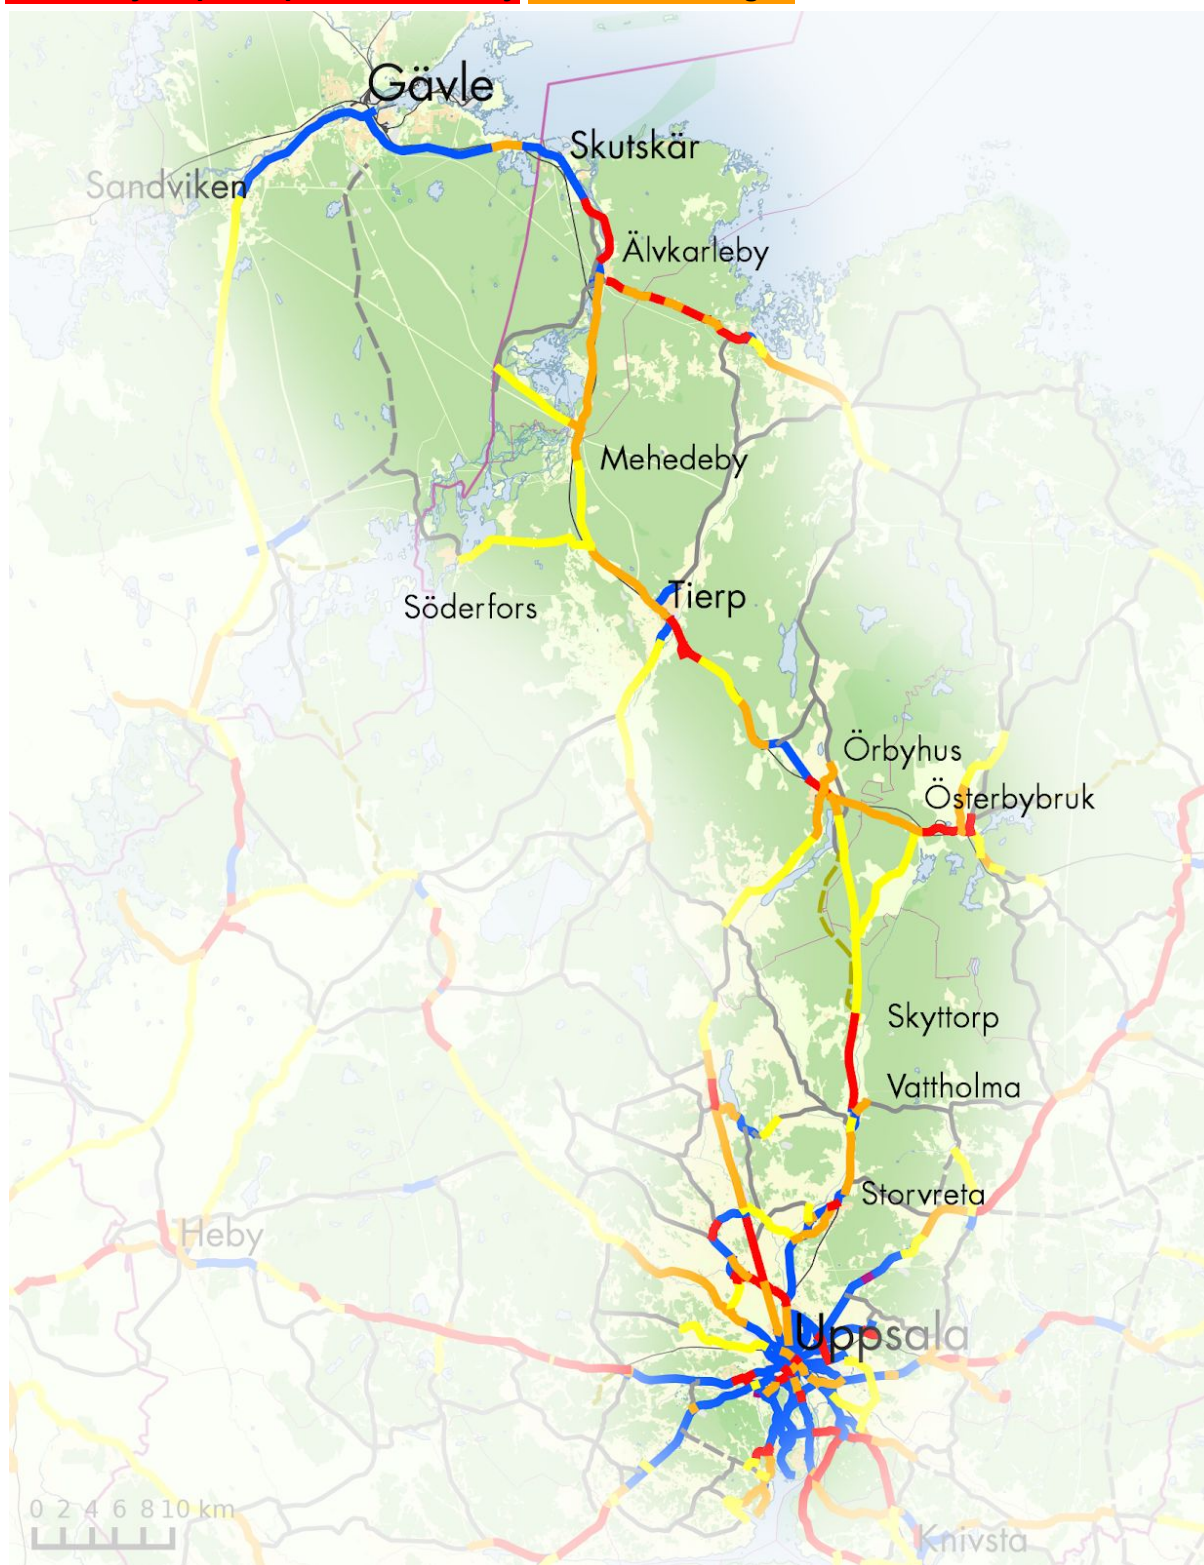 Gävle
Skutskär
Sandviken
Älvkarleby
Mehedeby
Tierp
Söderfors
Örbyhus
Österbybruk
Skyttorp
Vattholma
Storvreta
Heby
Uppsala
0 2 4 6 8 10 km
Knivsta